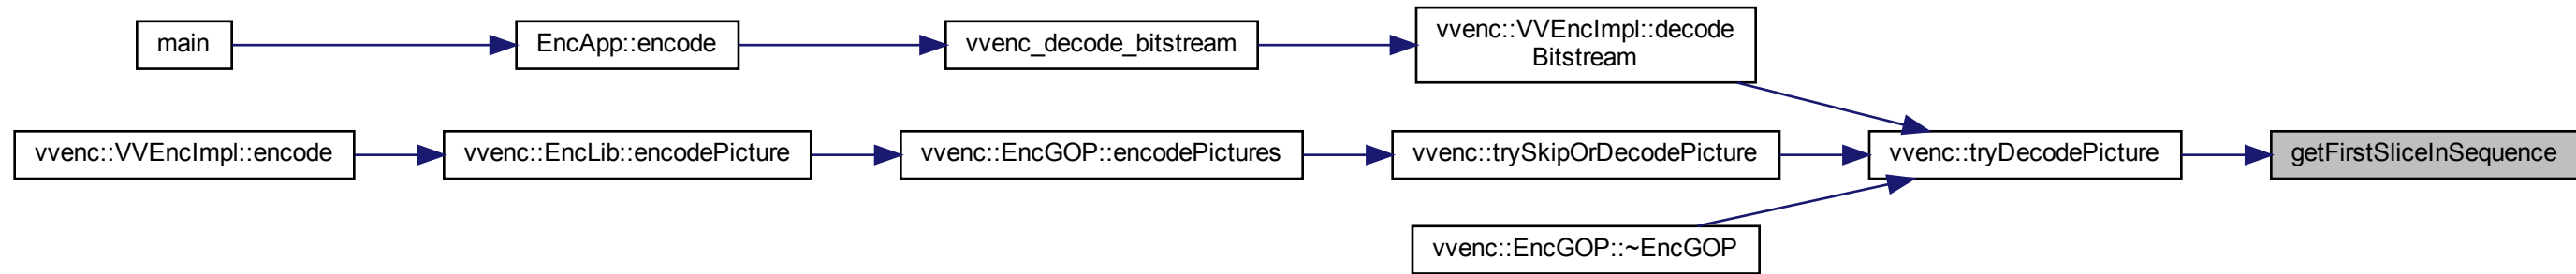 main
EncApp::encode
vvenc_decode_bitstream
vvenc::VVEncImpl::decode
Bitstream
vvenc::VVEncImpl::encode
vvenc::EncLib::encodePicture
vvenc::EncGOP::encodePictures
vvenc::trySkipOrDecodePicture
vvenc::tryDecodePicture
getFirstSliceInSequence
vvenc::EncGOP::~EncGOP